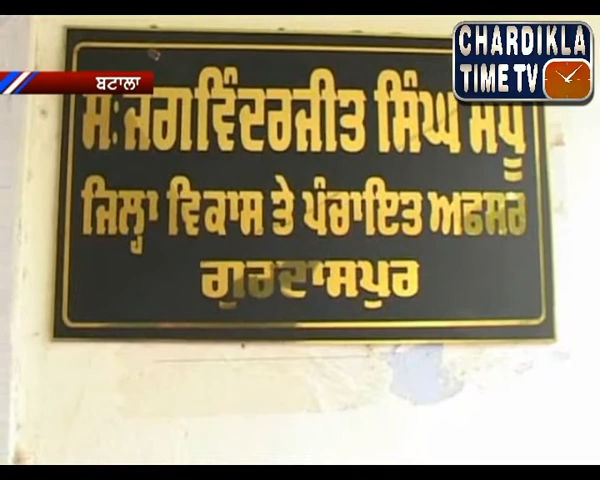 CHARDIKLA
TIME TV
ਬਟਾਲਾ
ਸ: ਜਗਵਿੰਦਰਜੀਤ ਸਿੰਘ ਸੰਧੂ
ਜਿਲ੍ਹਾ ਵਿਕਾਸ ਤੇ ਪੰਚਾਇਤ ਅਫਸਰ
ਗੁਰਦਾਸਪੁਰ